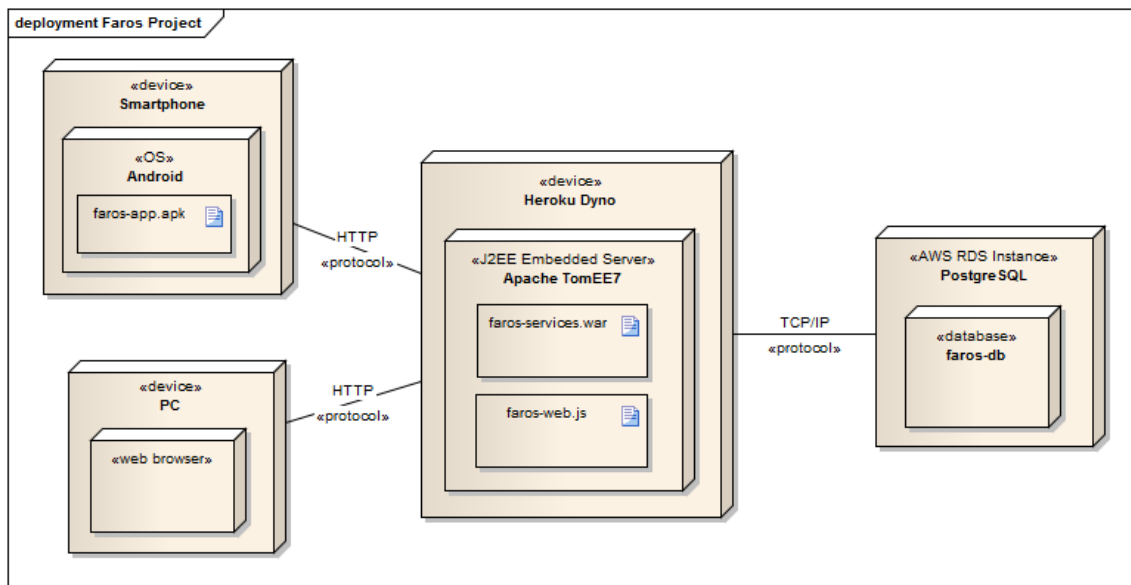 deployment Faros Project
«device»
Smartphone
«OS»
Android
faros-app.apk
HTTP
«protocol»
«device»
PC
«web browser»
HTTP
«protocol»
«device»
Heroku Dyno
«J2EE Embedded Server»
Apache TomEE7
faros-services.war
faros-web.js
TCP/IP
«protocol»
«AWS RDS Instance»
PostgreSQL
«database»
faros-db